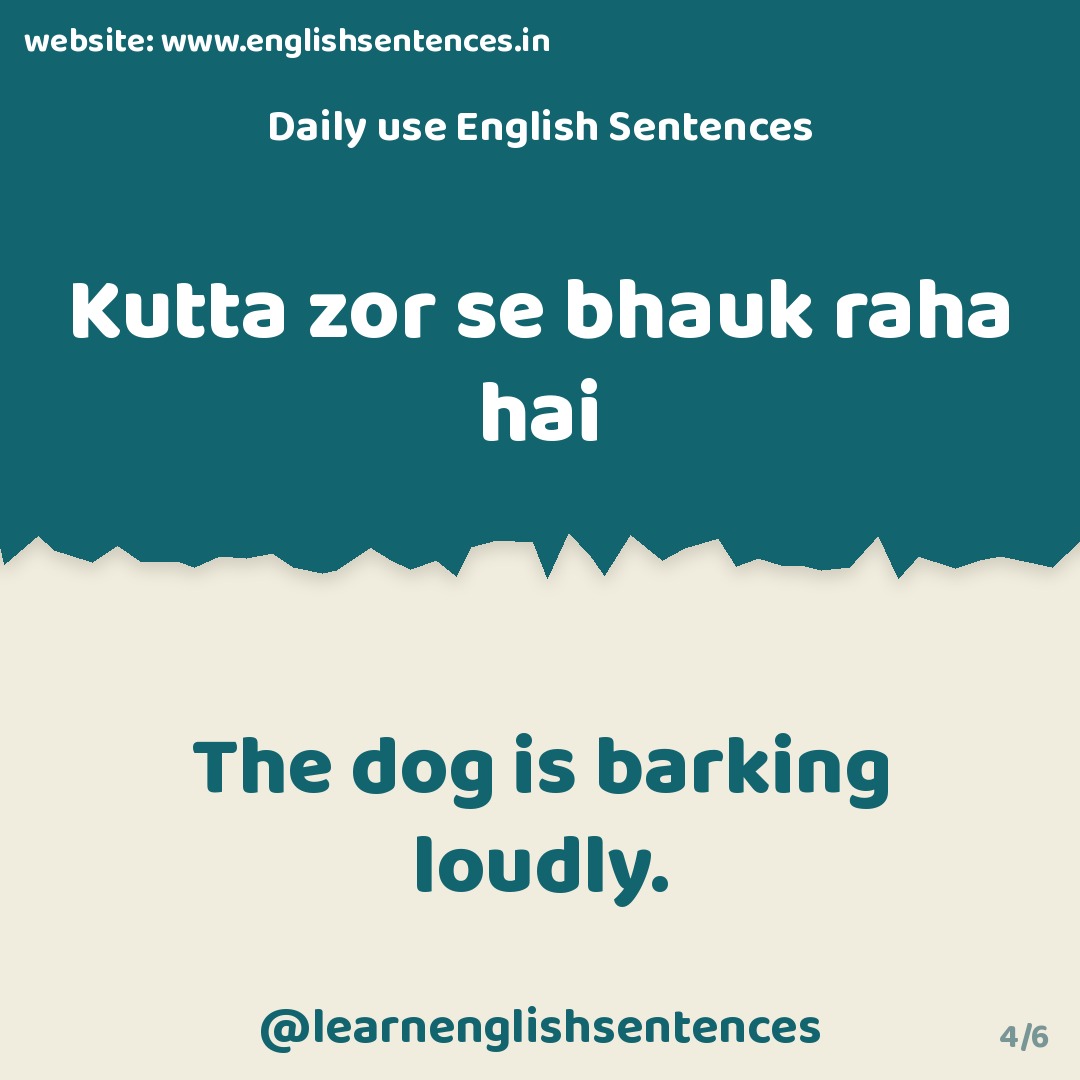 website: www.englishsentences.in
Daily use English Sentences
Kutta zor se bhauk raha
hai
The dog is barking
loudly.
@learnenglishsentences
4/6